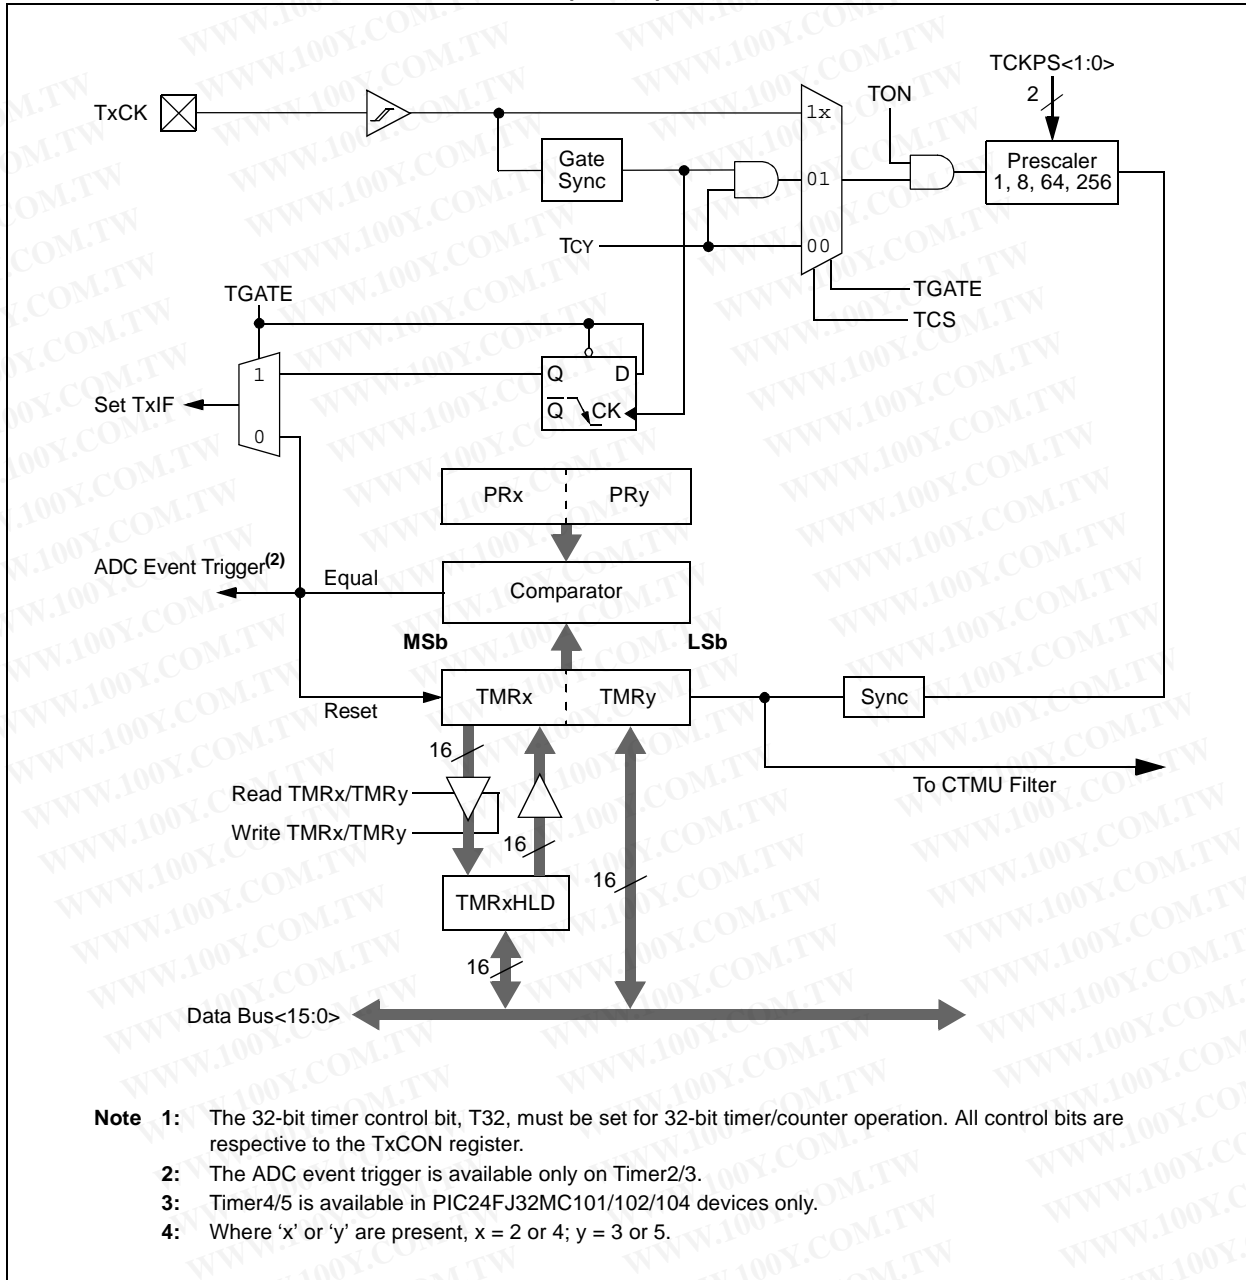 TCKPS<1:0>
2
TxCK
TON
1x
Gate
Sync
Prescaler
1, 8, 64, 256
01
TCY
00
TGATE
TCS
TGATE
1
Q D
Set TxIF
Q CK
0
PRx PRy
ADC Event Trigger(2)
Equal
Comparator
MSb LSb
TMRx TMRy
Sync
Reset
16
To CTMU Filter
Read TMRx/TMRy
Write TMRx/TMRy
16
16
TMRxHLD
16
Data Bus<15:0>
Note 1: The 32-bit timer control bit, T32, must be set for 32-bit timer/counter operation. All control bits are
respective to the TxCON register.
2: The ADC event trigger is available only on Timer2/3.
3: Timer4/5 is available in PIC24FJ32MC101/102/104 devices only.
4: Where ‘x’ or ‘y’ are present, x = 2 or 4; y = 3 or 5.
WWW.100Y.COM.TW